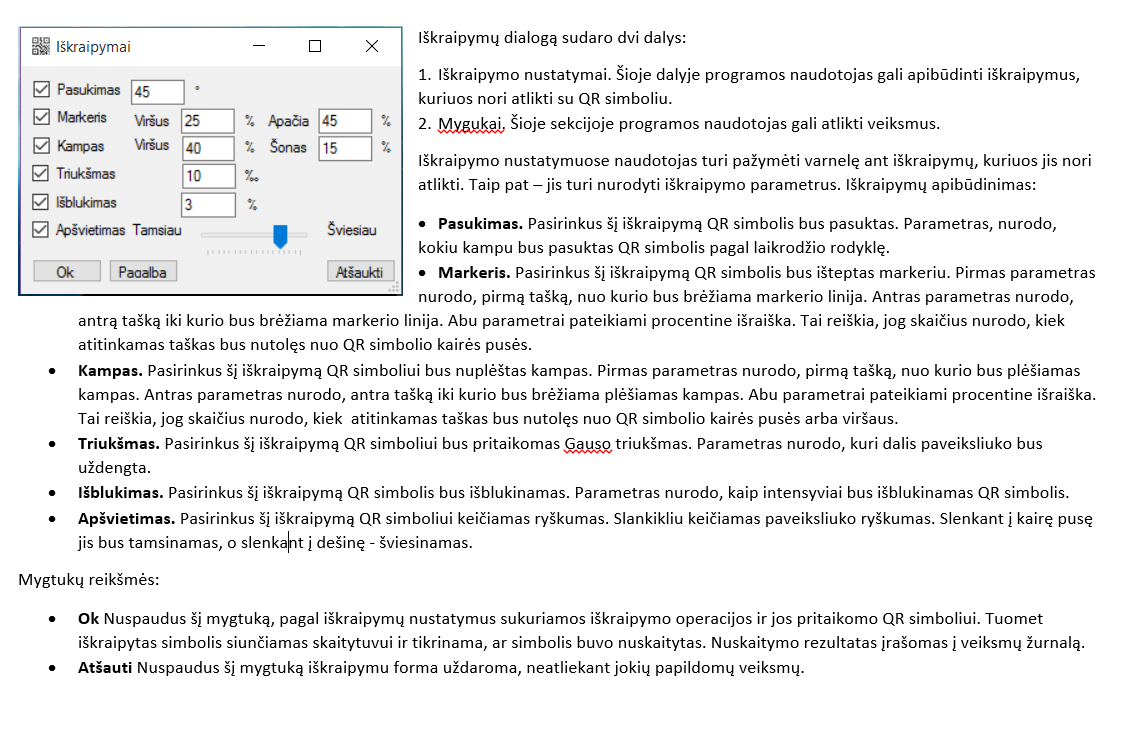 Iškraipymai
Pasukimas 45 °
Markeris Viršus 25 % Apačia 45 %
Kampas Viršus 40 % Šonas 15 %
Triukšmas 10 ‰
Išblukimas 3 %
Apšvietimas Tamsiau Šviesiau
Ok Pagalba Atšaukti
Iškraipymų dialogą sudaro dvi dalys:
1. Iškraipymo nustatymai. Šioje dalyje programos naudotojas gali apibūdinti iškraipymus,
kuriuos nori atlikti su QR simboliu.
2. Mygukai. Šioje sekcijoje programos naudotojas gali atlikti veiksmus.
Iškraipymo nustatymuose naudotojas turi pažymėti varnelę ant iškraipymų, kuriuos jis nori
atlikti. Taip pat – jis turi nurodyti iškraipymo parametrus. Iškraipymų apibūdinimas:
• Pasukimas. Pasirinkus šį iškraipymą QR simbolis bus pasuktas. Parametras, nurodo,
kokiu kampu bus pasuktas QR simbolis pagal laikrodžio rodyklę.
• Markeris. Pasirinkus šį iškraipymą QR simbolis bus išteptas markeriu. Pirmas parametras
nurodo, pirmą tašką, nuo kurio bus brėžiama markerio linija. Antras parametras nurodo,
antrą tašką iki kurio bus brėžiama markerio linija. Abu parametrai pateikiami procentine išraiška. Tai reiškia, jog skaičius nurodo, kiek
atitinkamas taškas bus nutolęs nuo QR simbolio kairės pusės.
• Kampas. Pasirinkus šį iškraipymą QR simboliui bus nuplėštas kampas. Pirmas parametras nurodo, pirmą tašką, nuo kurio bus plėšiamas
kampas. Antras parametras nurodo, antra tašką iki kurio bus brėžiama plėšiamas kampas. Abu parametrai pateikiami procentine išraiška.
Tai reiškia, jog skaičius nurodo, kiek atitinkamas taškas bus nutolęs nuo QR simbolio kairės pusės arba viršaus.
• Triukšmas. Pasirinkus šį iškraipymą QR simboliui bus pritaikomas Gauso triukšmas. Parametras nurodo, kuri dalis paveiksliuko bus
uždengta.
• Išblukimas. Pasirinkus šį iškraipymą QR simbolis bus išblukinamas. Parametras nurodo, kaip intensyviai bus išblukinamas QR simbolis.
• Apšvietimas. Pasirinkus šį iškraipymą QR simboliui keičiamas ryškumas. Slankikliu keičiamas paveiksliuko ryškumas. Slenkant į kairę pusę
jis bus tamsinamas, o slenkant į dešinę - šviesinamas.
Mygtukų reikšmės:
• Ok Nuspaudus šį mygtuką, pagal iškraipymų nustatymus sukuriamos iškraipymo operacijos ir jos pritaikomo QR simboliui. Tuomet
iškraipytas simbolis siunčiamas skaitytuvui ir tikrinama, ar simbolis buvo nuskaitytas. Nuskaitymo rezultatas įrašomas į veiksmų žurnalą.
• Atšauti Nuspaudus šį mygtuką iškraipymu forma uždaroma, neatliekant jokių papildomų veiksmų.